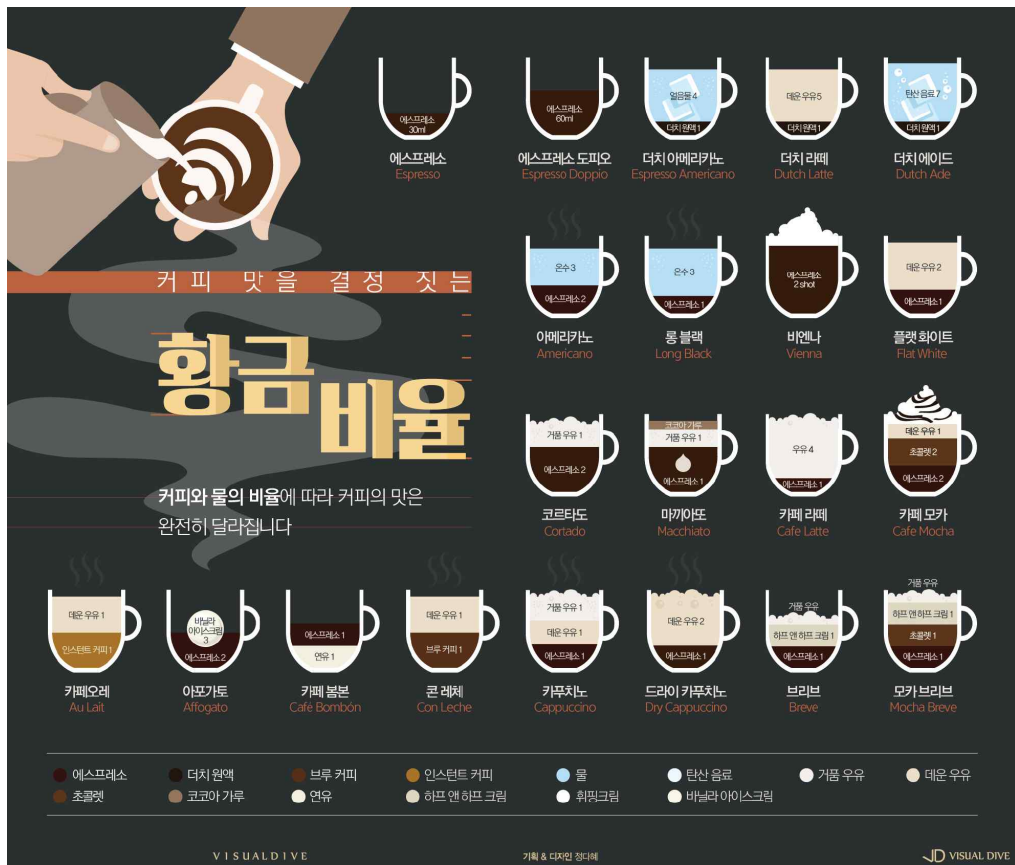 커피 맛을 결정 짓는
황금
비율
커피와 물의 비율에 따라 커피의 맛은
완전히 달라집니다
에스프레소
30ml
에스프레소
Espresso
에스프레소
60ml
에스프레소 도피오
Espresso Doppio
얼음물 4
더치 원액 1
더치 아메리카노
Espresso Americano
데운 우유 5
더치 원액 1
더치 라떼
Dutch Latte
탄산 음료 7
더치 원액 1
더치 에이드
Dutch Ade
온수 3
에스프레소 2
아메리카노
Americano
온수 3
에스프레소 1
롱 블랙
Long Black
에스프레소
2 shot
비엔나
Vienna
데운 우유 2
에스프레소 1
플랫 화이트
Flat White
거품 우유 1
에스프레소 2
코르타도
Cortado
코코아 가루
거품 우유 1
에스프레소 1
마끼아또
Macchiato
우유 4
에스프레소 1
카페 라떼
Cafe Latte
데운 우유 1
초콜렛 2
에스프레소 2
카페 모카
Cafe Mocha
데운 우유 1
인스턴트 커피 1
카페오레
Au Lait
바닐라
아이스크림
3
에스프레소 2
아포가토
Affogato
에스프레소 1
연유 1
카페 봄본
Café Bombón
데운 우유 1
브루 커피 1
콘 레체
Con Leche
거품 우유 1
데운 우유 1
에스프레소 1
카푸치노
Cappuccino
데운 우유 2
에스프레소 1
드라이 카푸치노
Dry Cappuccino
거품 우유
하프 앤 하프 크림 1
에스프레소 1
브리브
Breve
거품 우유
하프 앤 하프 크림 1
초콜렛 1
에스프레소 1
모카 브리브
Mocha Breve
에스프레소 더치 원액 브루 커피 인스턴트 커피 물 탄산 음료 거품 우유 데운 우유
초콜렛 코코아 가루 연유 하프 앤 하프 크림 휘핑크림 바닐라 아이스크림
VISUALDIVE 기획 & 디자인 정다혜 VISUAL DIVE